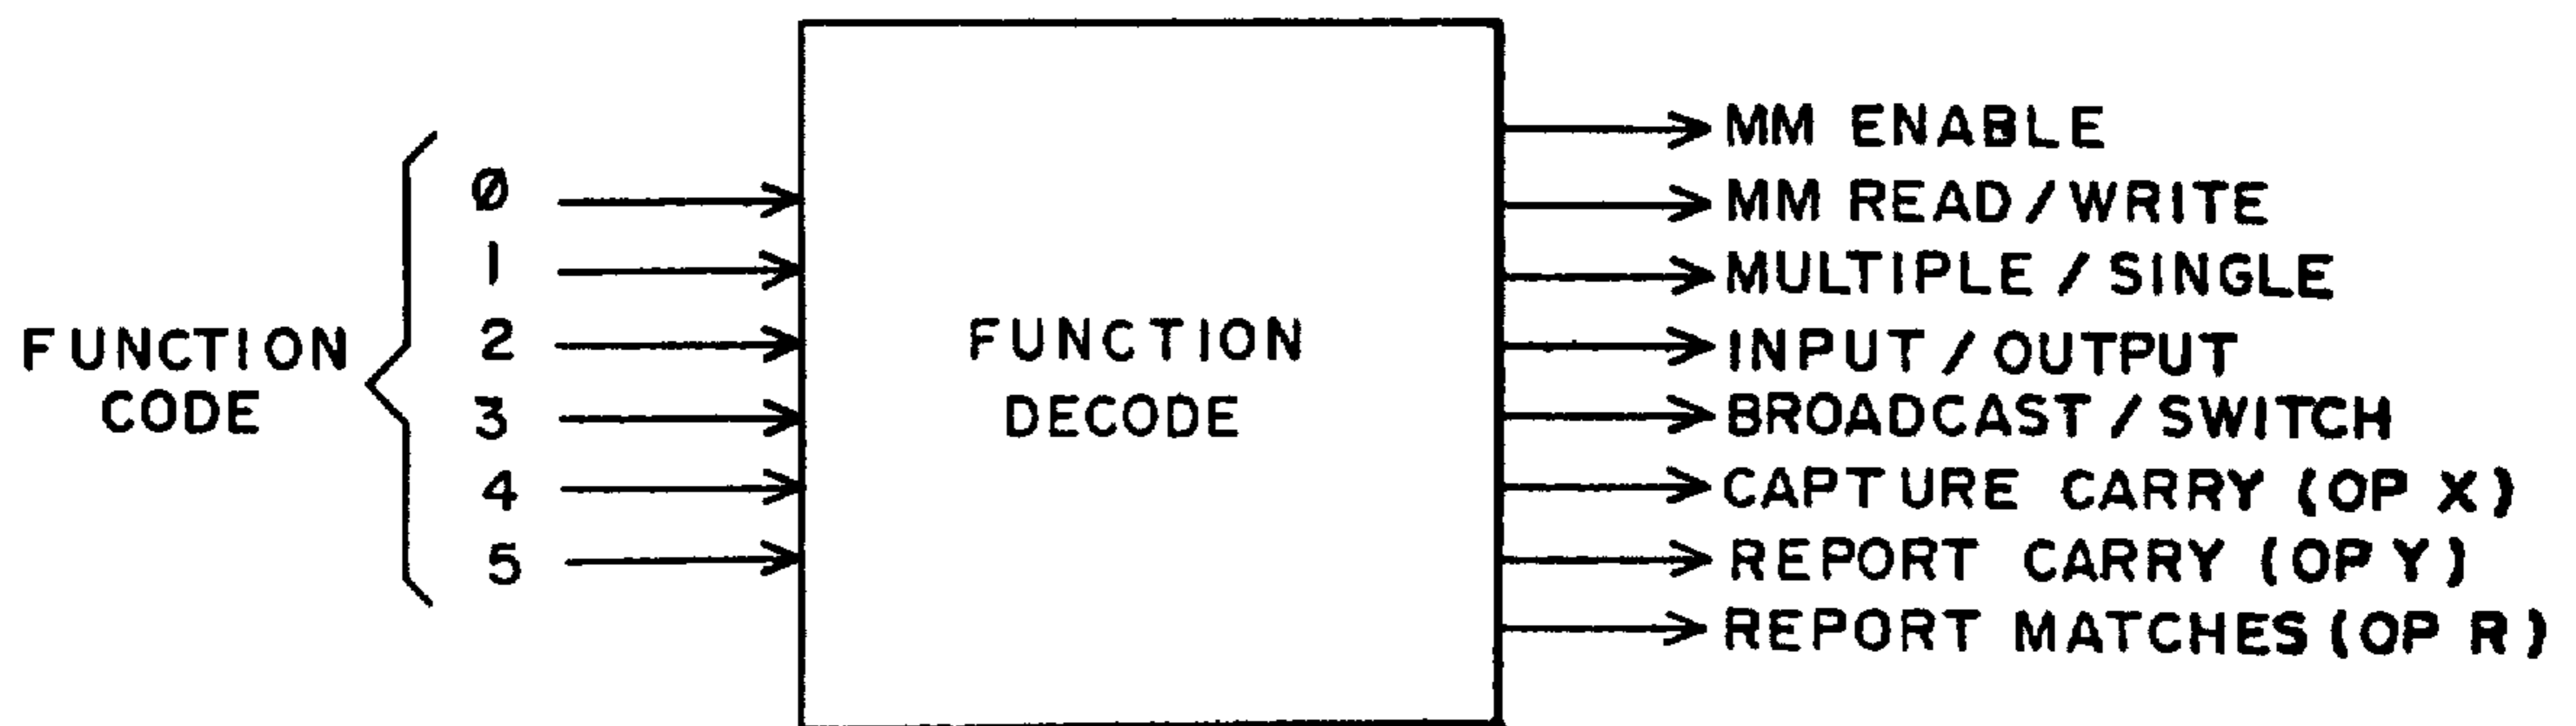 FUNCTION
CODE
Ø
1
2
3
4
5
FUNCTION
DECODE
MM ENABLE
MM READ/WRITE
MULTIPLE / SINGLE
INPUT / OUTPUT
BROADCAST / SWITCH
CAPTURE CARRY (OP X)
REPORT CARRY (OP Y)
REPORT MATCHES (OP R)